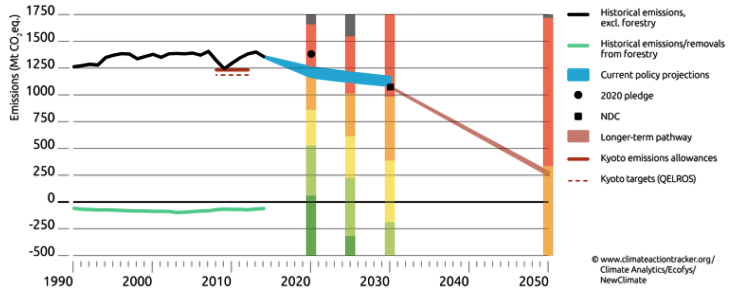 Emissions (Mt CO₂eq.)
1750
1500
1250
1000
750
500
250
0
-250
-500
1990
2000
2010
2020
2030
2040
2050
Historical emissions,
excl. forestry
Historical emissions/removals
from forestry
Current policy projections
2020 pledge
NDC
Longer-term pathway
Kyoto emissions allowances
Kyoto targets (QELROS)
© www.climateactiontracker.org/
Climate Analytics/Ecofys/
NewClimate